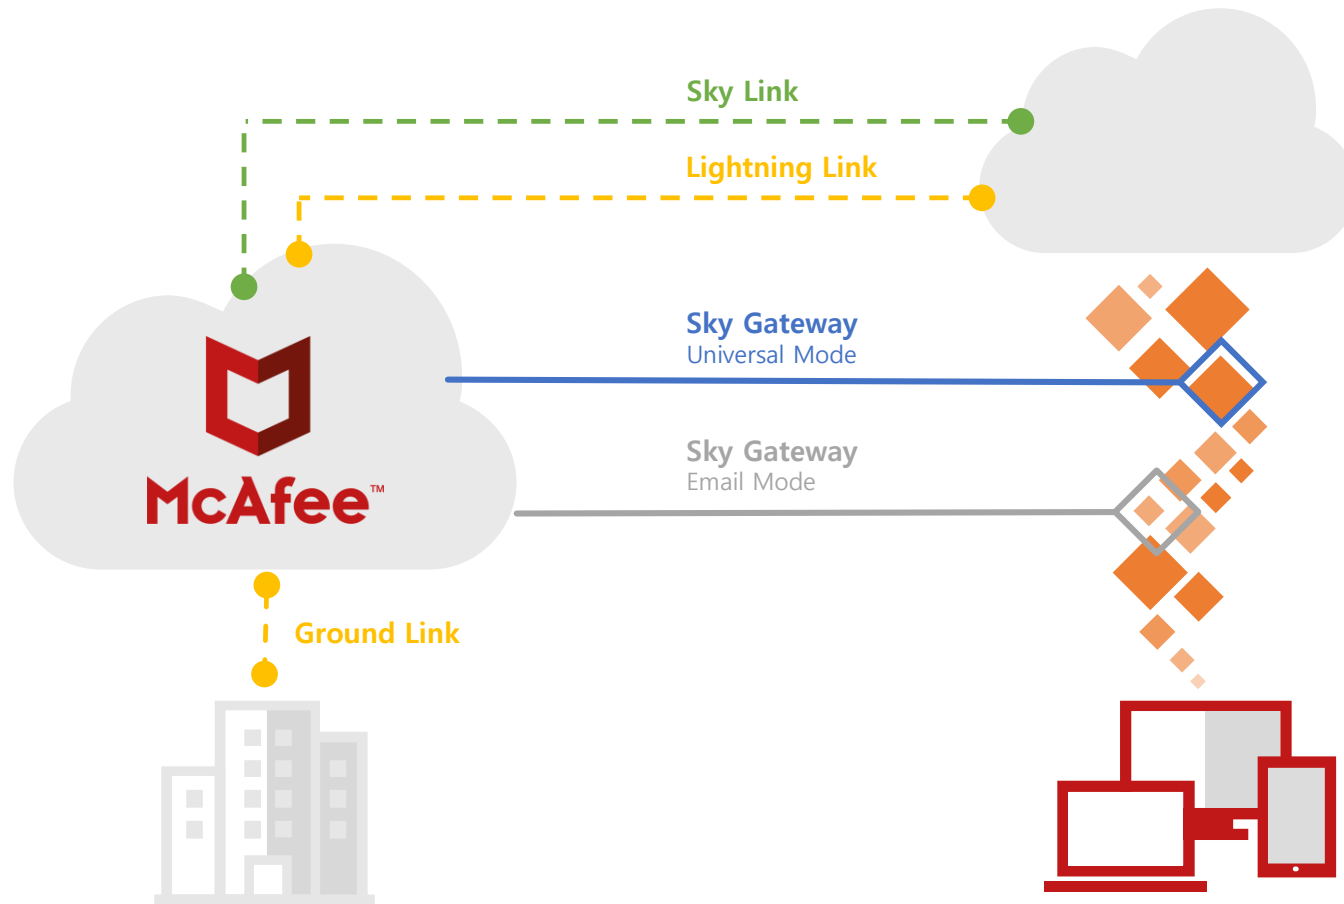 Sky Link
Lightning Link
Sky Gateway
Universal Mode
Sky Gateway
Email Mode
McAfee™
Ground Link